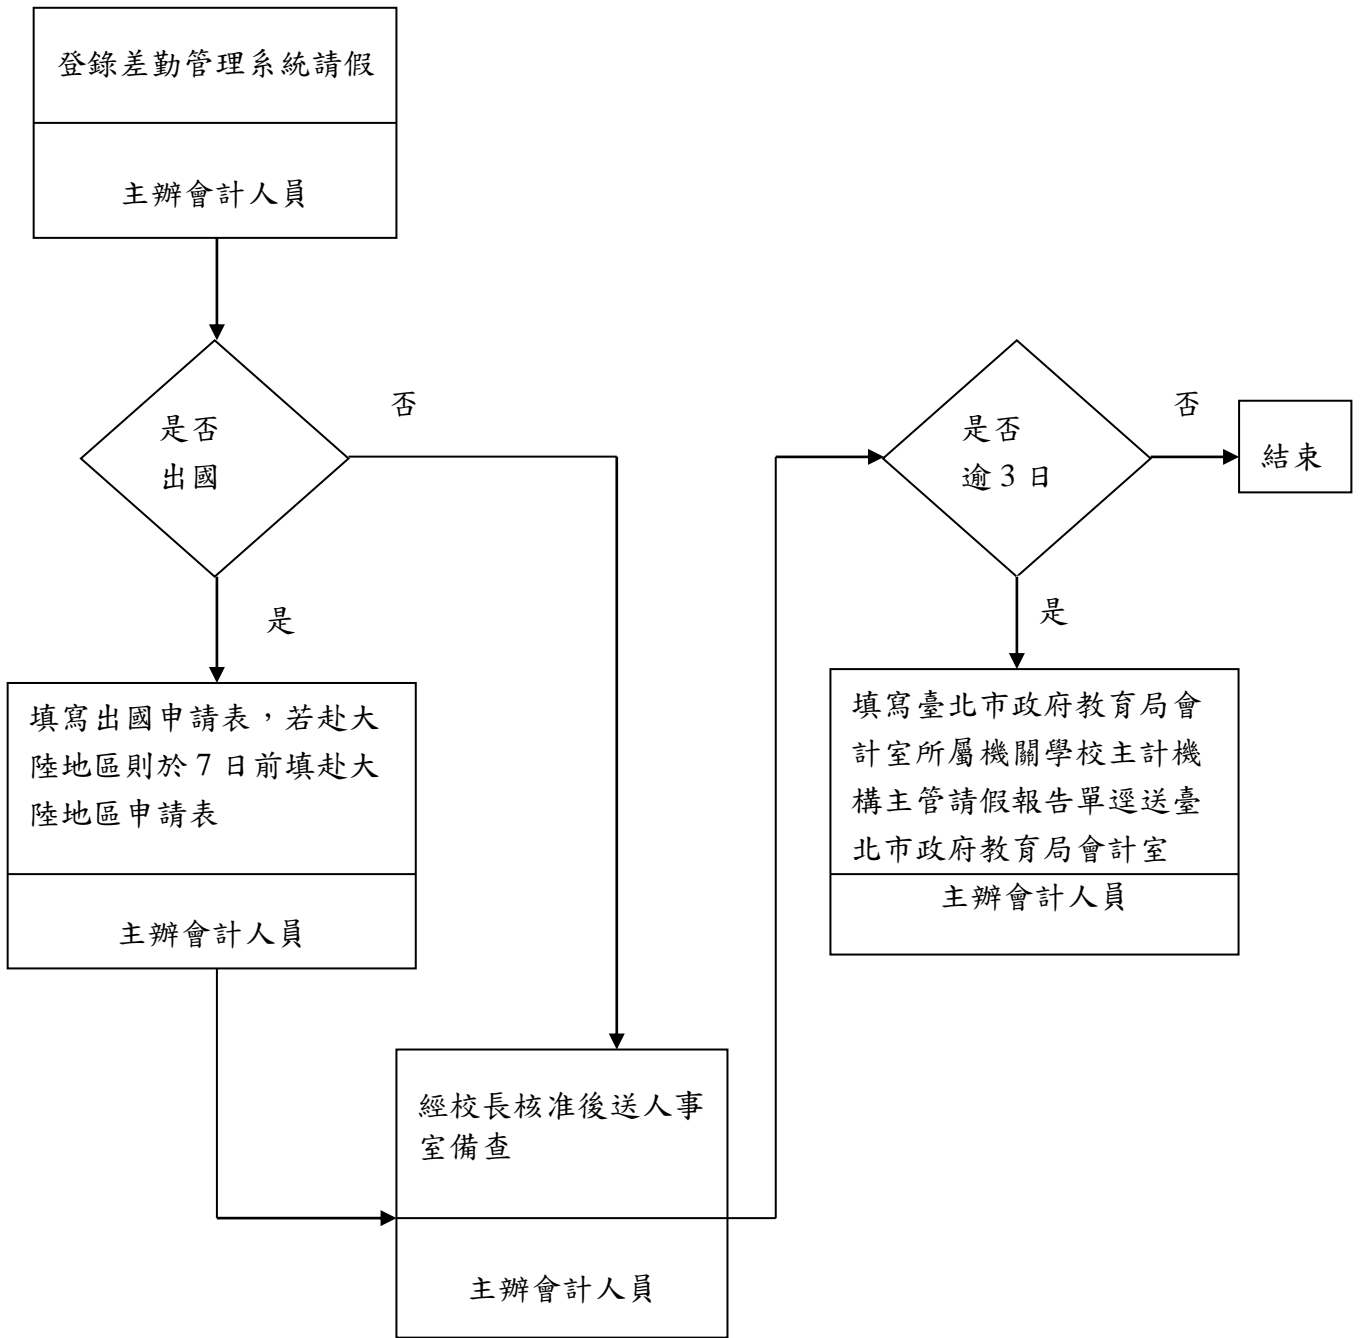 登錄差勤管理系統請假
主辦會計人員
是否
出國
否
是
填寫出國申請表，若赴大
陸地區則於 7 日前填赴大
陸地區申請表
主辦會計人員
經校長核准後送人事
室備查
主辦會計人員
是否
逾 3 日
否
結束
是
填寫臺北市政府教育局會
計室所屬機關學校主計機
構主管請假報告單逕送臺
北市政府教育局會計室
主辦會計人員